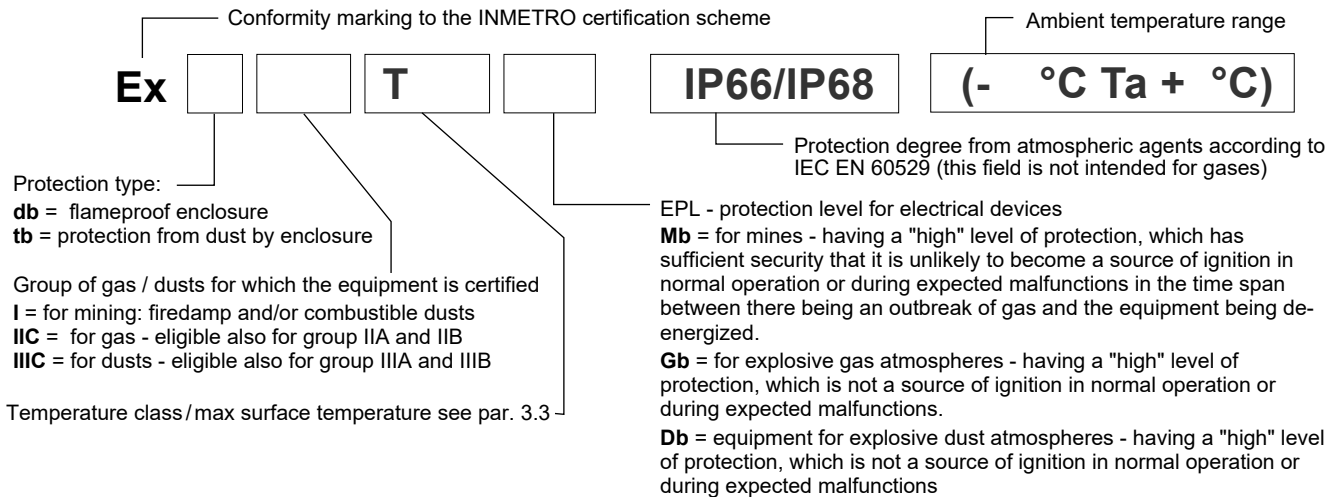 Conformity marking to the INMETRO certification scheme
Ambient temperature range
Ex T IP66/IP68 (- °C Ta + °C)
Protection degree from atmospheric agents according to
IEC EN 60529 (this field is not intended for gases)
Protection type:
db = flameproof enclosure
tb = protection from dust by enclosure
Group of gas / dusts for which the equipment is certified
I = for mining: firedamp and/or combustible dusts
IIC = for gas - eligible also for group IIA and IIB
IIIC = for dusts - eligible also for group IIIA and IIIB
Temperature class/max surface temperature see par. 3.3
EPL - protection level for electrical devices
Mb = for mines - having a "high" level of protection, which has
sufficient security that it is unlikely to become a source of ignition in
normal operation or during expected malfunctions in the time span
between there being an outbreak of gas and the equipment being de-
energized.
Gb = for explosive gas atmospheres - having a "high" level of
protection, which is not a source of ignition in normal operation or
during expected malfunctions.
Db = equipment for explosive dust atmospheres - having a "high" level
of protection, which is not a source of ignition in normal operation or
during expected malfunctions